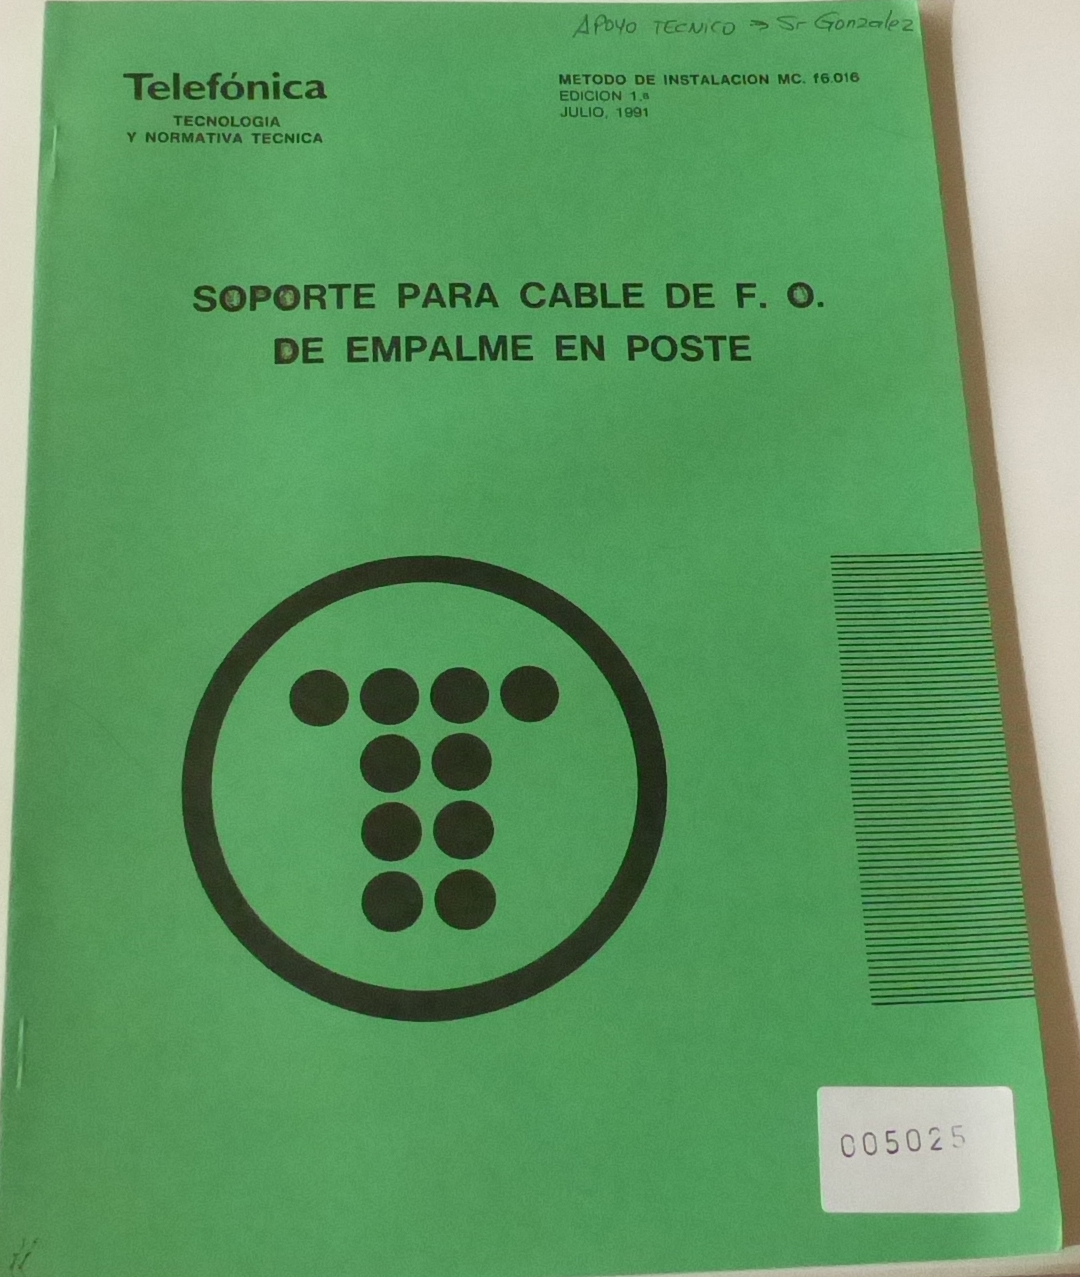 APOYO TECNICO => Sr Gonzalez
Telefónica
TECNOLOGIA
Y NORMATIVA TECNICA
METODO DE INSTALACION MC. f6.016
EDICION 1.ª
JULIO, 1991
SOPORTE PARA CABLE DE F. O.
DE EMPALME EN POSTE
005025